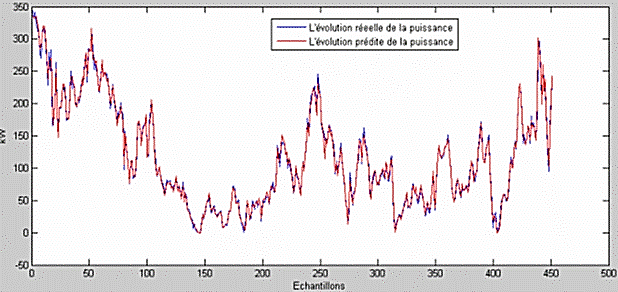 350
300
250
200
150
100
50
0
-50
kW
L'évolution réeelle de la puissance
L'évolution prédite de la puissance
0 50 100 150 200 250 300 350 400 450 500
Echantillons